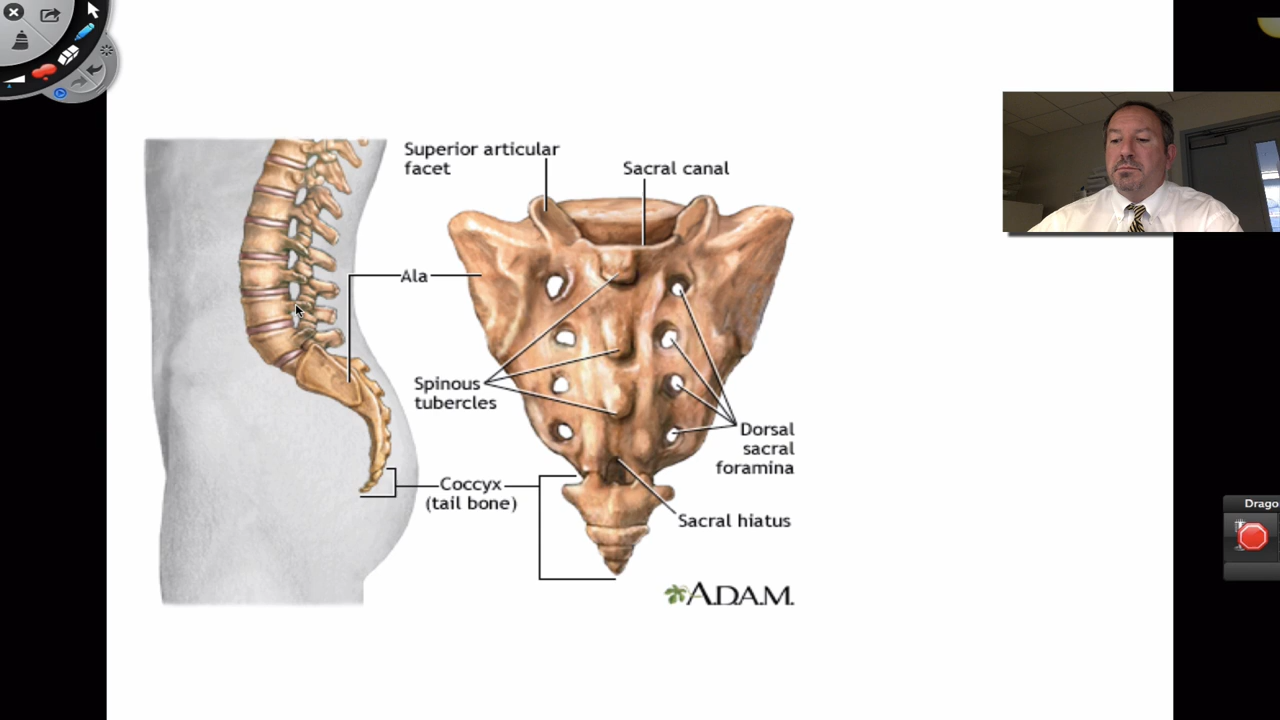 Superior articular
facet
Sacral canal
Ala
Spinous
tubercles
Dorsal
sacral
foramina
Coccyx
(tail bone)
Sacral hiatus
A.D.A.M.
Drago